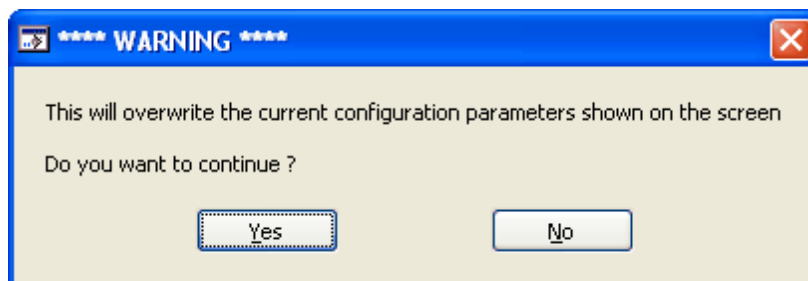 **** WARNING ****
This will overwrite the current configuration parameters shown on the screen
Do you want to continue ?
Yes
No